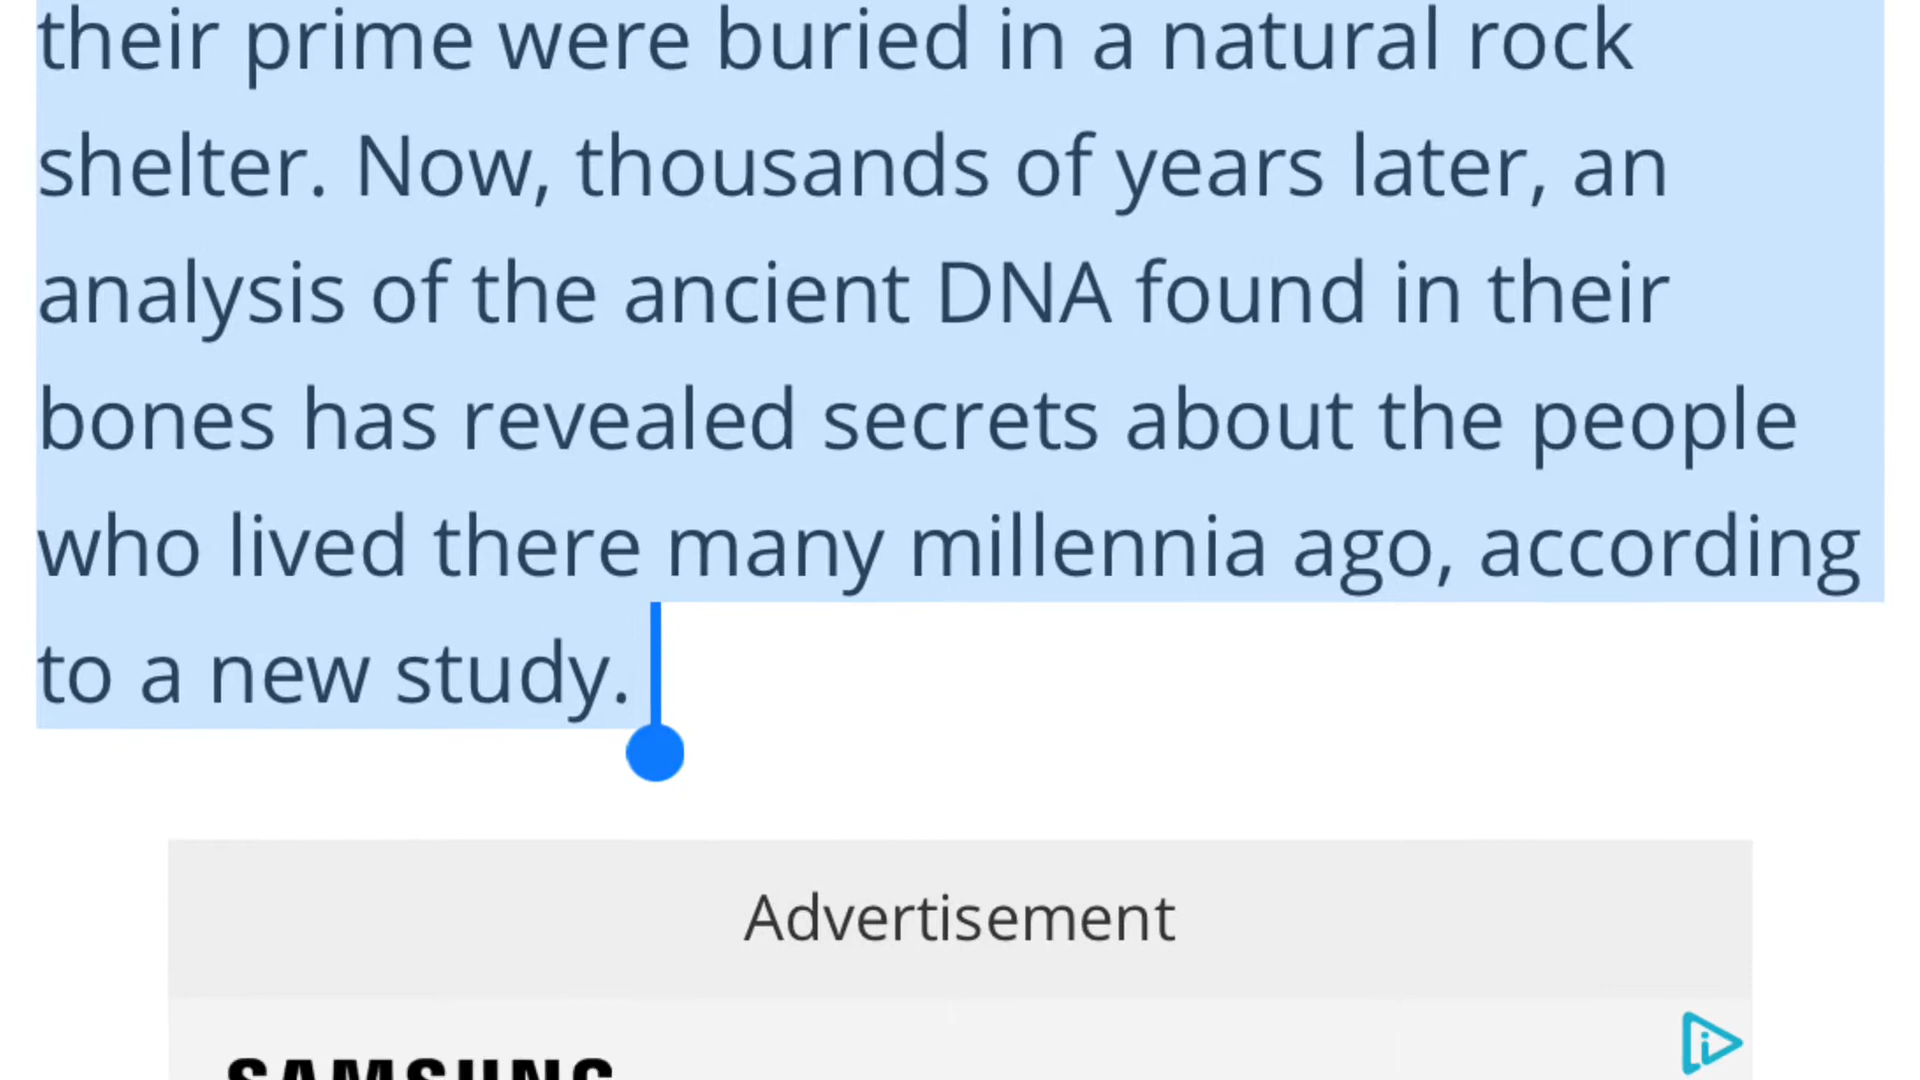 their prime were buried in a natural rock
shelter. Now, thousands of years later, an
analysis of the ancient DNA found in their
bones has revealed secrets about the people
who lived there many millennia ago, according
to a new study.
Advertisement
SAMSUNG